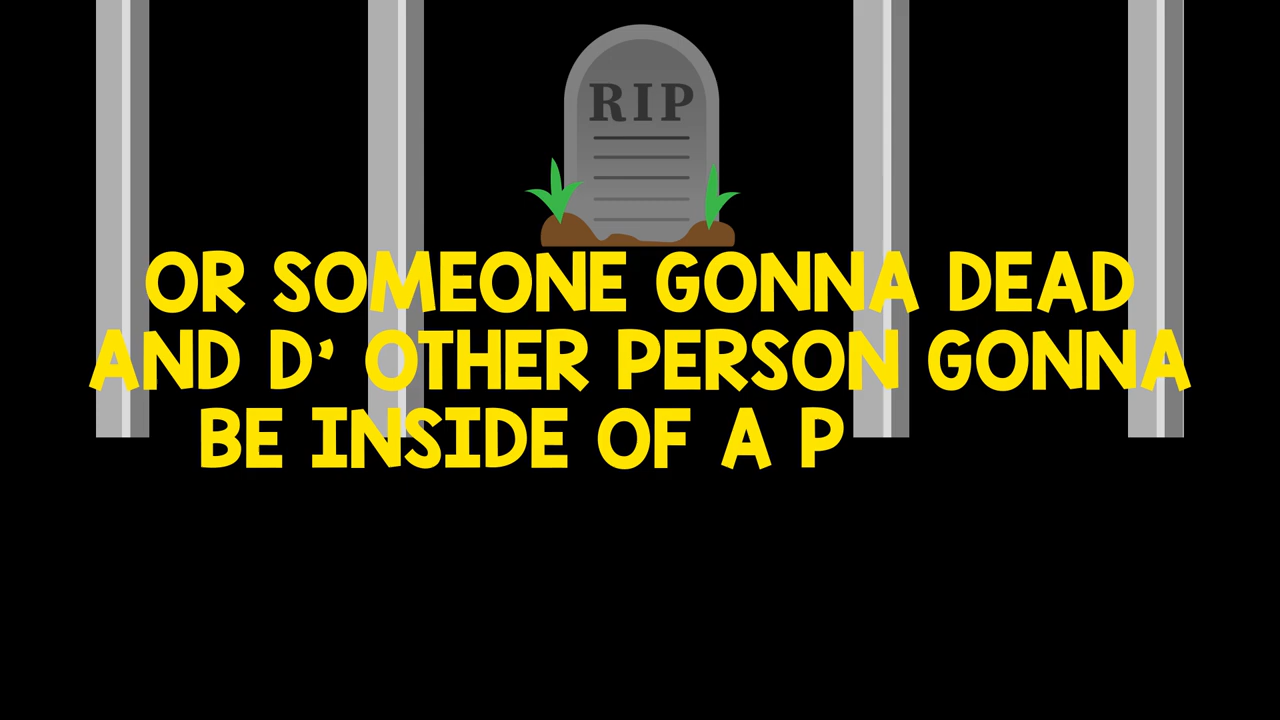 RIP
OR SOMEONE GONNA DEAD
AND D' OTHER PERSON GONNA
BE INSIDE OF A P